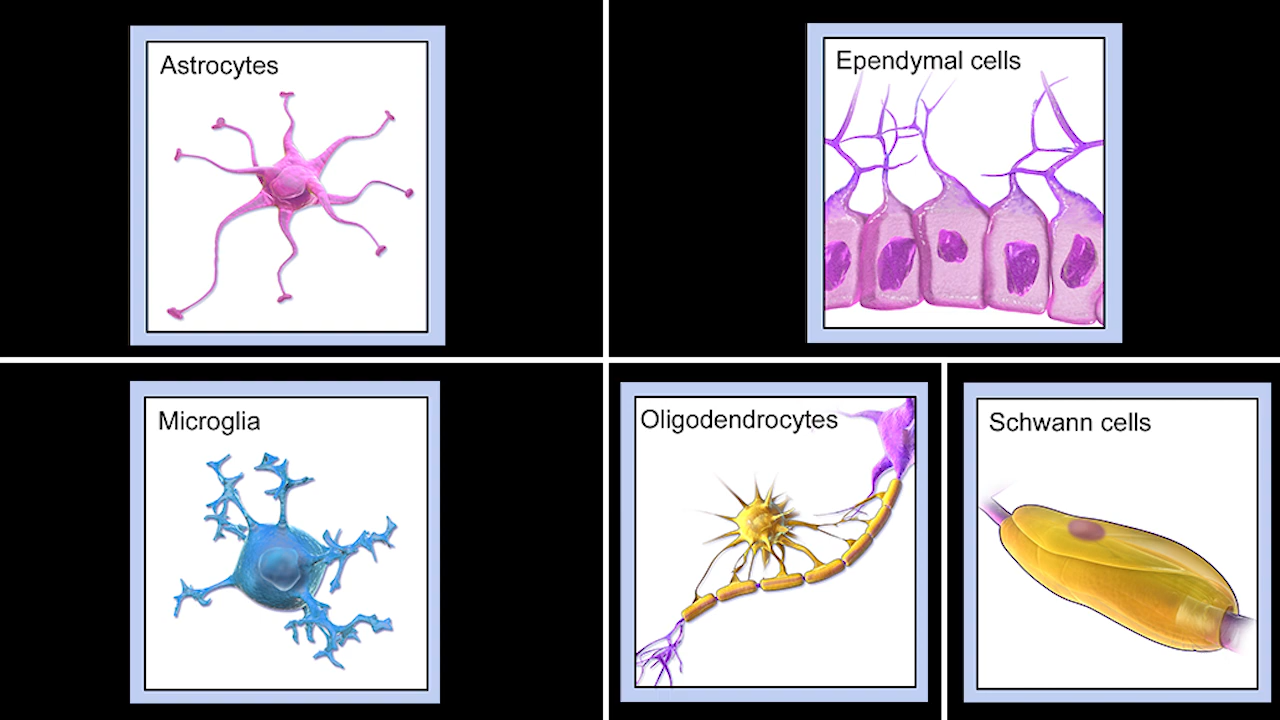 Astrocytes
Ependymal cells
Microglia
Oligodendrocytes
Schwann cells